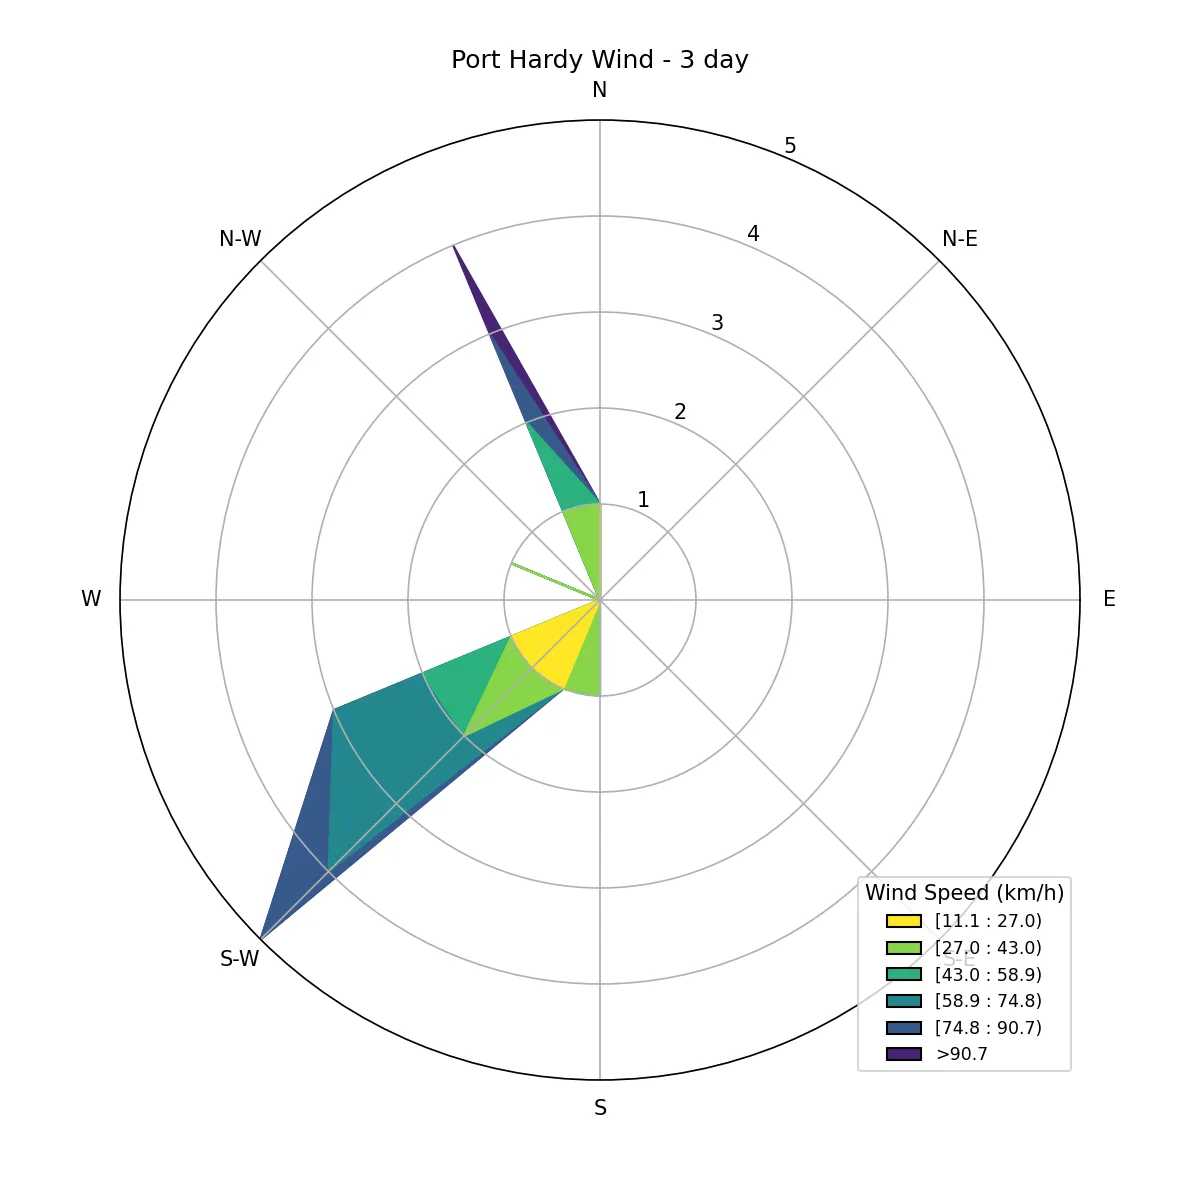 Port Hardy Wind - 3 day
N
5
N-W
4
N-E
3
2
1
W
E
S-W
S-E
S
Wind Speed (km/h)
[11.1 : 27.0)
[27.0 : 43.0)
[43.0 : 58.9)
[58.9 : 74.8)
[74.8 : 90.7)
>90.7